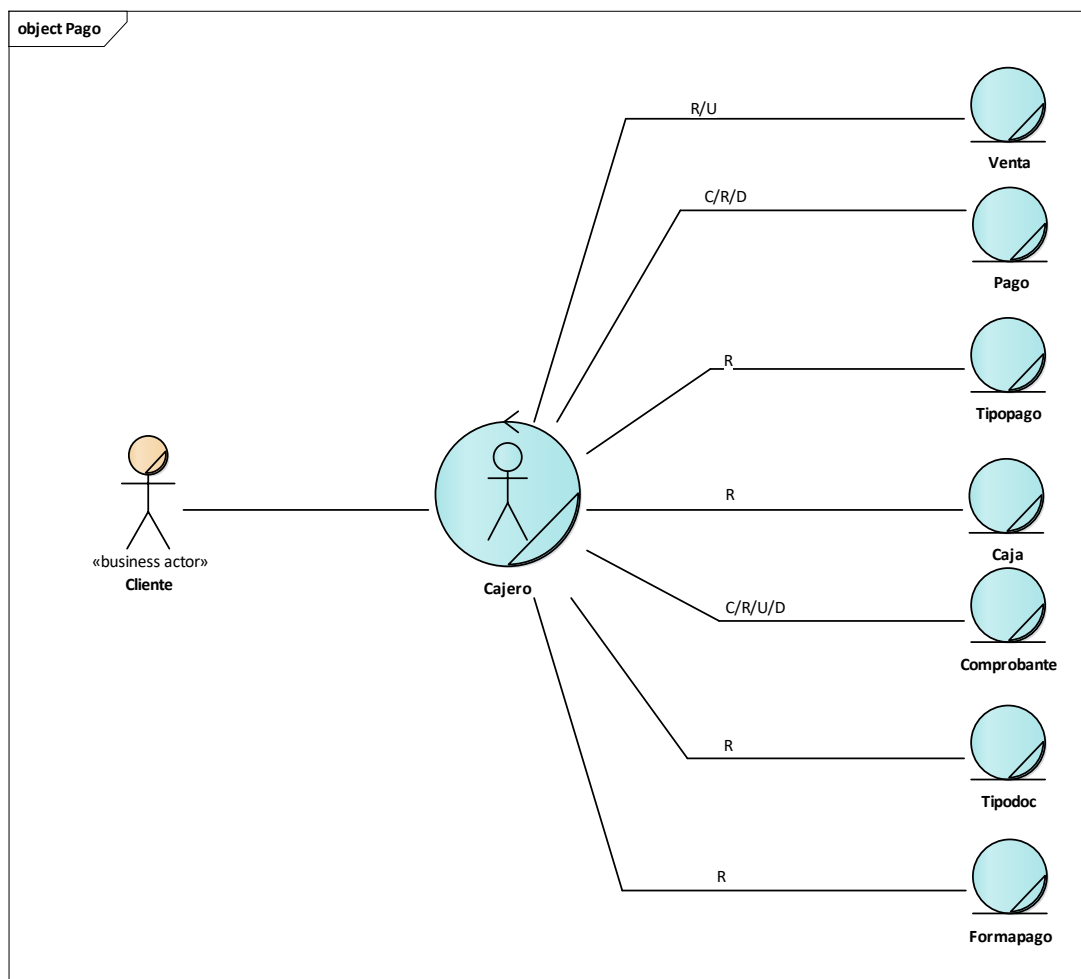 object Pago
R/U
Venta
C/R/D
Pago
R
Tipopago
R
Caja
«business actor»
Cliente
Cajero
C/R/U/D
Comprobante
R
Tipodoc
R
Formapago